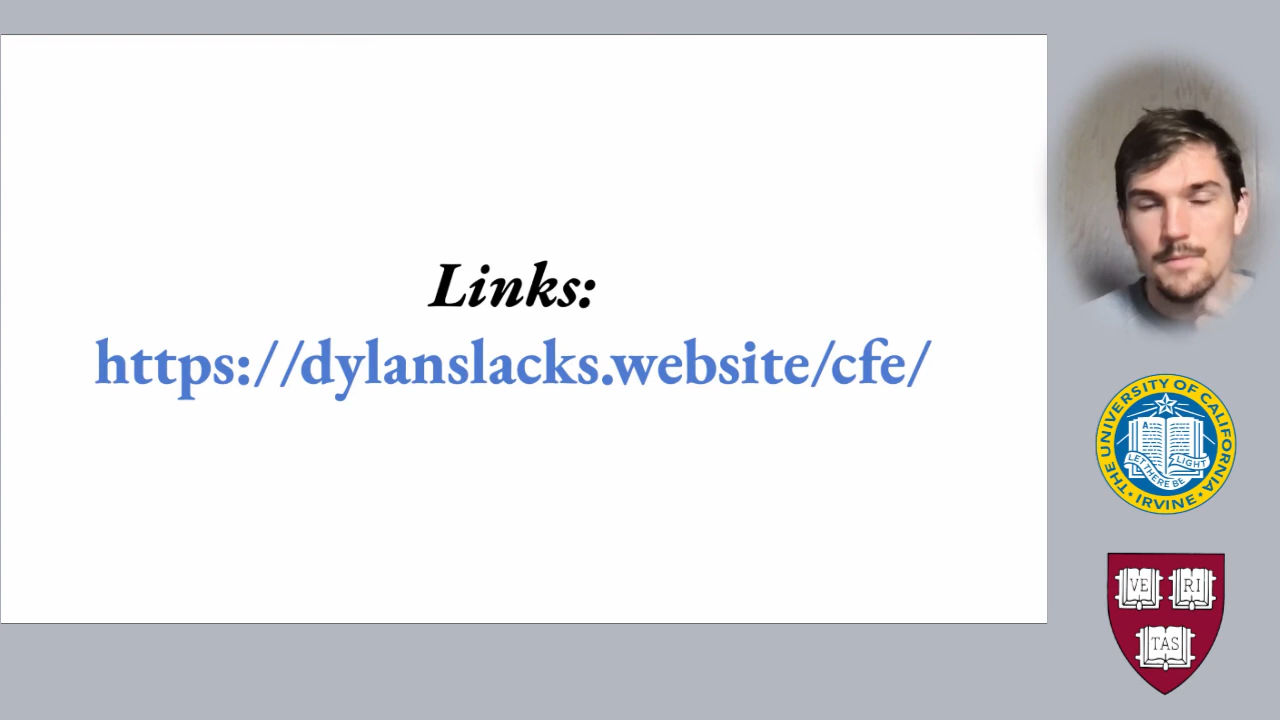 Links:
https://dylanslacks.website/cfe/
THE UNIVERSITY OF CALIFORNIA
A
LET THERE BE LIGHT
• IRVINE •
VE RI
TAS